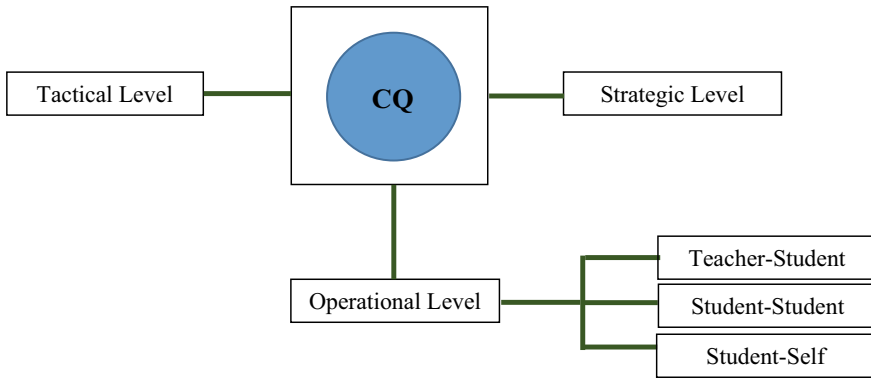 Tactical Level
CQ
Strategic Level
Operational Level
Teacher-Student
Student-Student
Student-Self